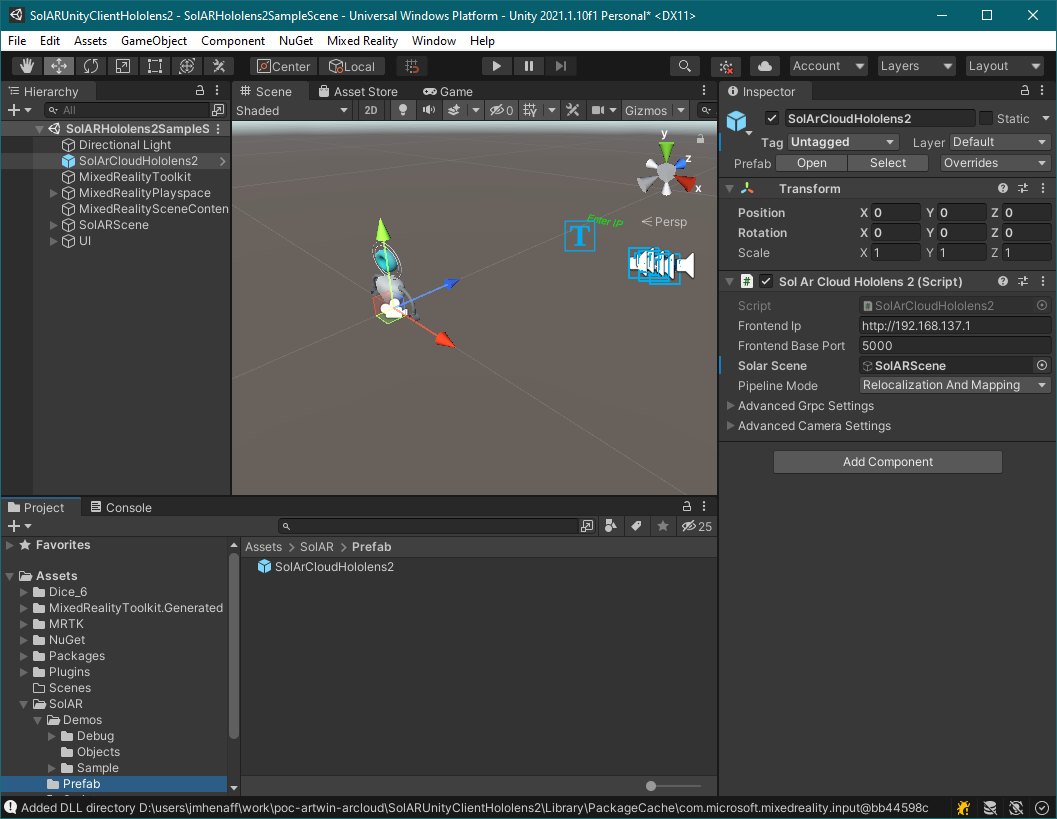 SolARUnityClientHololens2 - SolARHololens2SampleScene - Universal Windows Platform - Unity 2021.1.10f1 Personal* <DX11>
File Edit Assets GameObject Component NuGet Mixed Reality Window Help
Center Local Account Layers Layout
Hierarchy
All
SolARHololens2SampleS
Directional Light
SolArCloudHololens2
MixedRealityToolkit
MixedRealityPlayspace
MixedRealitySceneConten
SolARScene
UI
Scene Asset Store Game
Shaded 2D 0 Gizmos
y
z
x
Persp
Enter IP
T
Inspector
SolArCloudHololens2 Static
Tag Untagged Layer Default
Prefab Open Select Overrides
Transform
Position X 0 Y 0 Z 0
Rotation X 0 Y 0 Z 0
Scale X 1 Y 1 Z 1
Sol Ar Cloud Hololens 2 (Script)
Script SolArCloudHololens2
Frontend Ip http://192.168.137.1
Frontend Base Port 5000
Solar Scene SolARScene
Pipeline Mode Relocalization And Mapping
Advanced Grpc Settings
Advanced Camera Settings
Add Component
Project Console
25
Favorites
Assets
Dice_6
MixedRealityToolkit.Generated
MRTK
NuGet
Packages
Plugins
Scenes
SolAR
Demos
Debug
Objects
Sample
Prefab
Assets > SolAR > Prefab
SolArCloudHololens2
Added DLL directory D:\users\jmhenaff\work\poc-artwin-arcloud\SolARUnityClientHololens2\Library\PackageCache\com.microsoft.mixedreality.input@bb44598c